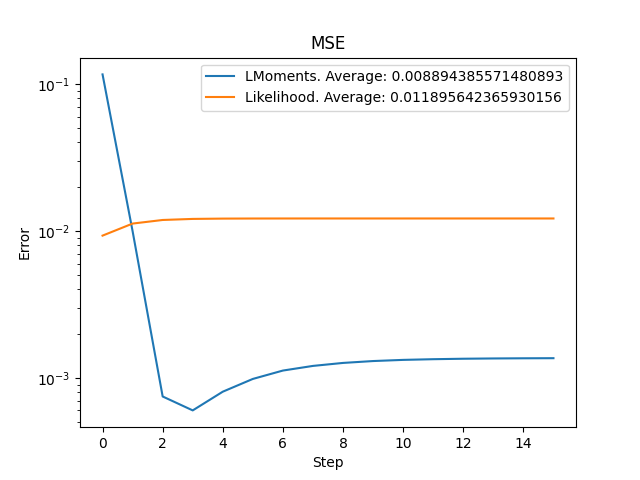 MSE
LMoments. Average: 0.008894385571480893
Likelihood. Average: 0.011895642365930156
10⁻¹
10⁻²
10⁻³
Error
0 2 4 6 8 10 12 14
Step